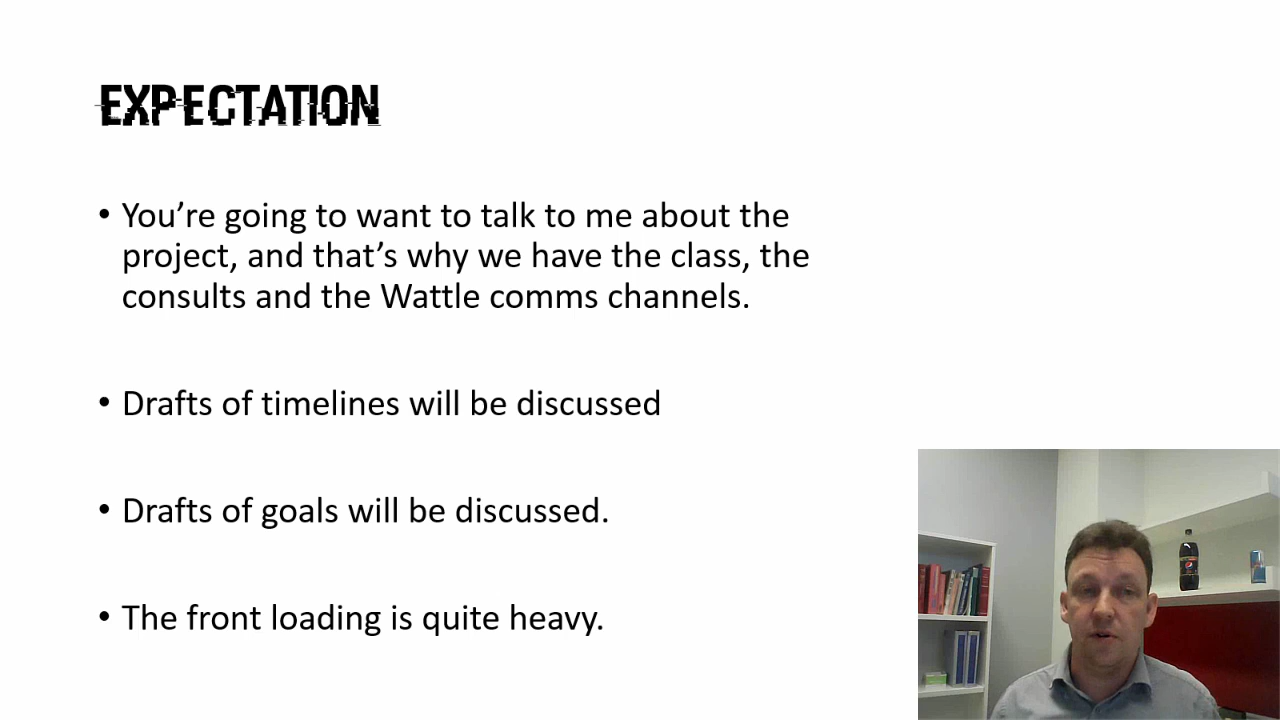 EXPECTATION
• You’re going to want to talk to me about the
project, and that’s why we have the class, the
consults and the Wattle comms channels.
• Drafts of timelines will be discussed
• Drafts of goals will be discussed.
• The front loading is quite heavy.